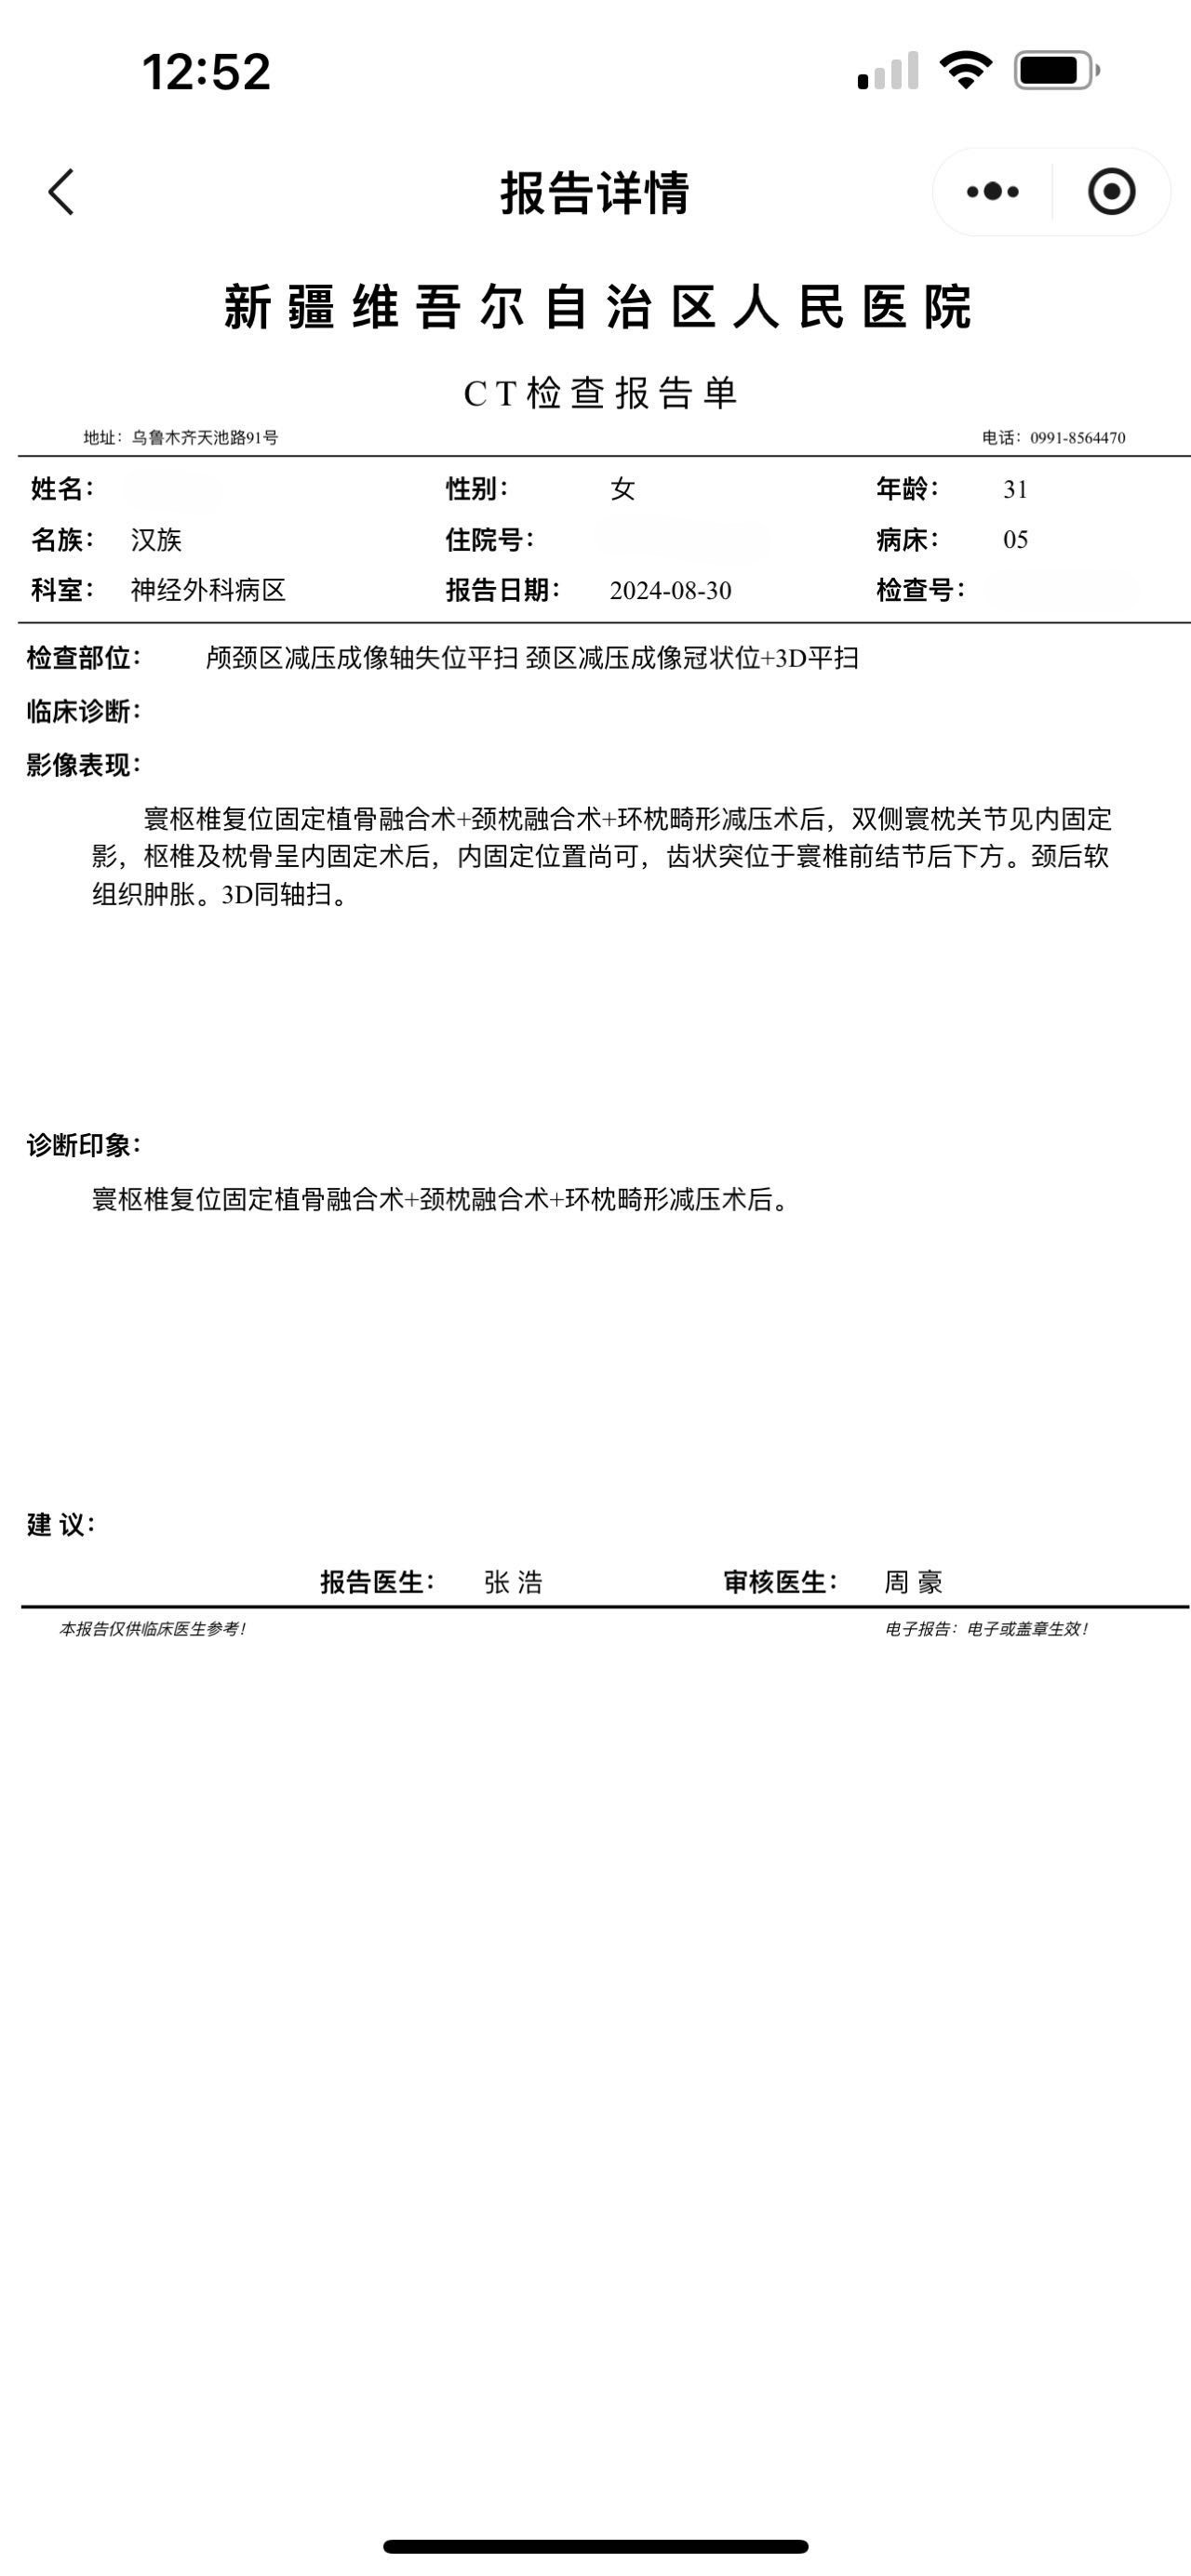 12:52
报告详情
新疆维吾尔自治区人民医院
CT检查报告单
地址：乌鲁木齐天池路91号 电话：0991-8564470
姓名： 性别： 女 年龄： 31
名族： 汉族 住院号： 病床： 05
科室： 神经外科病区 报告日期： 2024-08-30 检查号：
检查部位： 颅颈区减压成像轴失位平扫 颈区减压成像冠状位+3D平扫
临床诊断：
影像表现：
寰枢椎复位固定植骨融合术+颈枕融合术+环枕畸形减压术后，双侧寰枕关节见内固定
影，枢椎及枕骨呈内固定术后，内固定位置尚可，齿状突位于寰椎前结节后下方。颈后软
组织肿胀。3D同轴扫。
诊断印象：
寰枢椎复位固定植骨融合术+颈枕融合术+环枕畸形减压术后。
建 议：
报告医生： 张 浩 审核医生： 周 豪
本报告仅供临床医生参考！ 电子报告：电子或盖章生效！